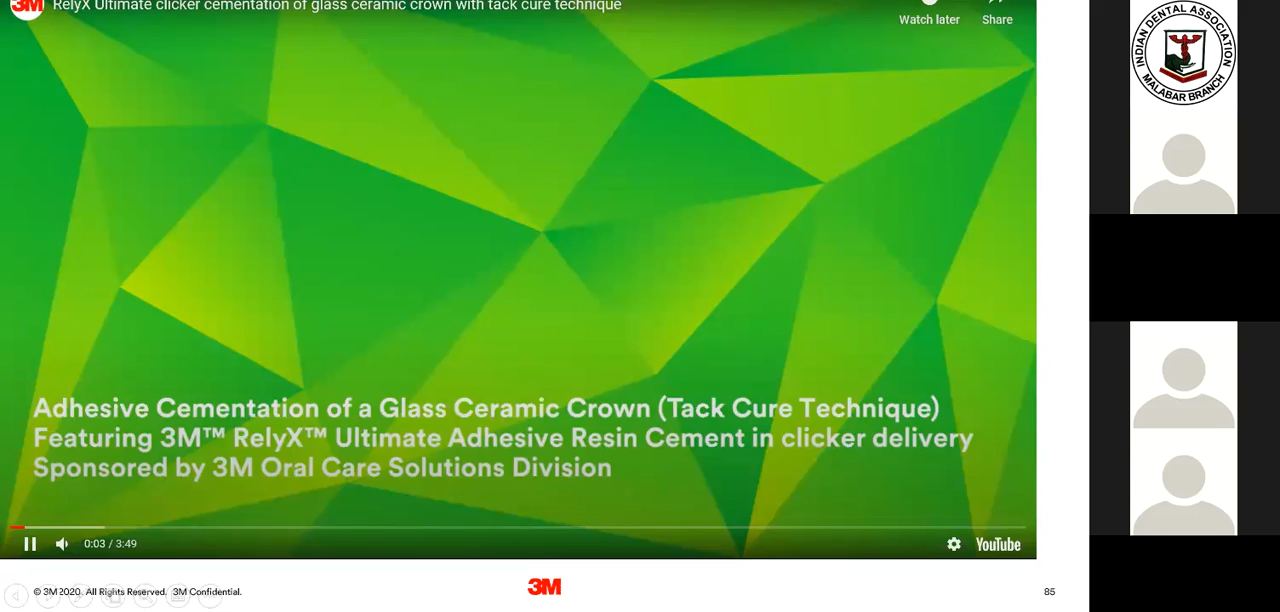 3M RelyX Ultimate clicker cementation of glass ceramic crown with tack cure technique
Watch later
Share
Adhesive Cementation of a Glass Ceramic Crown (Tack Cure Technique)
Featuring 3M™ RelyX™ Ultimate Adhesive Resin Cement in clicker delivery
Sponsored by 3M Oral Care Solutions Division
0:03 / 3:49
YouTube
© 3M 2020. All Rights Reserved. 3M Confidential.
3M
85
INDIAN DENTAL ASSOCIATION
MALABAR BRANCH